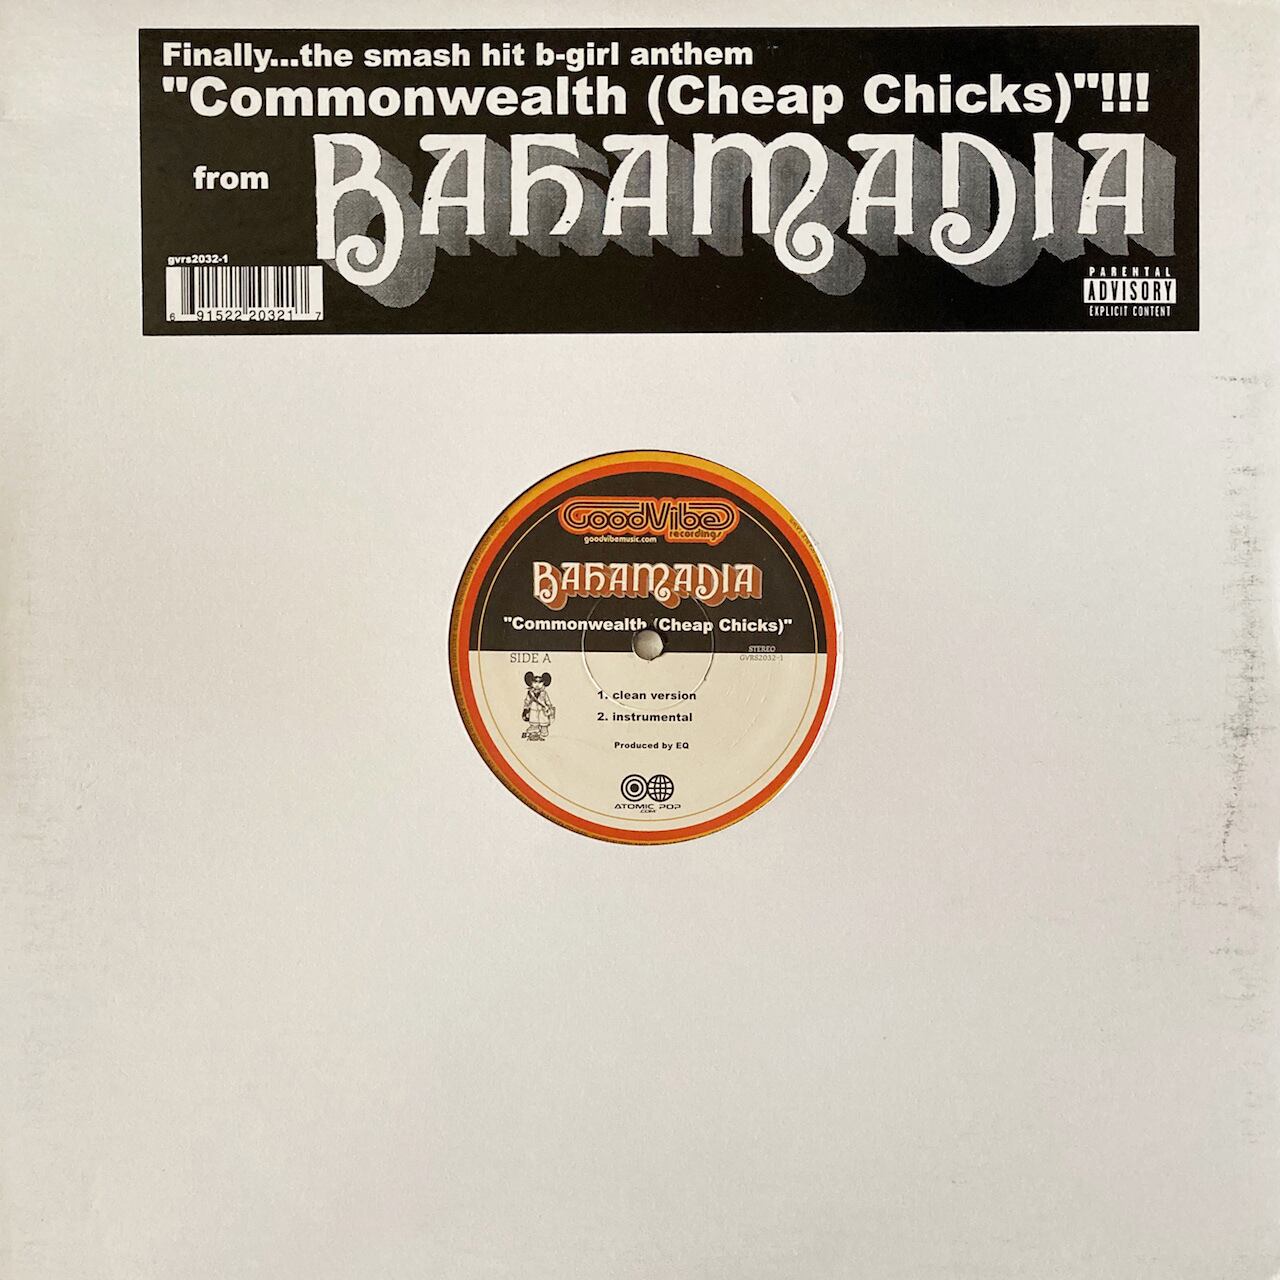 Finally...the smash hit b-girl anthem
"Commonwealth (Cheap Chicks)"!!!
from BAHAMADIA
gvrs2032-1
6 91522 20321 7
PARENTAL
ADVISORY
EXPLICIT CONTENT
GoodVibe
recordings
goodvibemusic.com
BAHAMADIA
"Commonwealth (Cheap Chicks)"
SIDE A
STEREO
GVRS2032-1
1. clean version
2. instrumental
Produced by EQ
ATOMIC POP
.COM